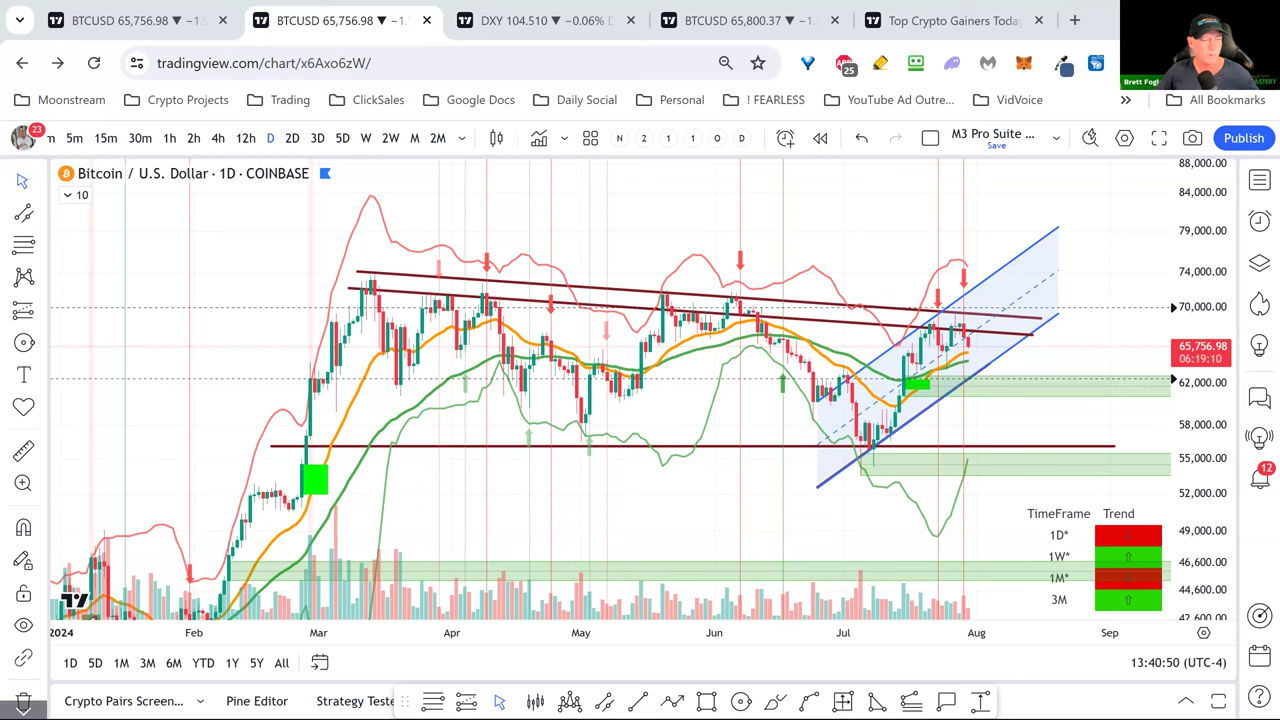 BTCUSD 65,756.98 ▼ −1.
BTCUSD 65,756.98 ▼ −1.
DXY 104.510 ▼ −0.06%
BTCUSD 65,800.37 ▼ −1.
Top Crypto Gainers Today
tradingview.com/chart/x6Axo6zW/
25
Brett Fogl
Moonstream
Crypto Projects
Trading
ClickSales
Google Docs
Daily Social
Personal
! FEARLESS
YouTube Ad Outre...
VidVoice
All Bookmarks
23
m 5m 15m 30m 1h 2h 4h 12h D 2D 3D 5D W 2W M 2M
N 2 1 1 O D
M3 Pro Suite ...
Save
Publish
Bitcoin / U.S. Dollar · 1D · COINBASE
10
88,000.00
84,000.00
79,000.00
74,000.00
70,000.00
65,756.98
06:19:10
62,000.00
58,000.00
55,000.00
52,000.00
49,000.00
46,600.00
44,600.00
42,600.00
12
TimeFrame Trend
1D*
1W* ⇧
1M*
3M ⇧
2024 Feb Mar Apr May Jun Jul Aug Sep
1D 5D 1M 3M 6M YTD 1Y 5Y All
13:40:50 (UTC-4)
Crypto Pairs Screen...
Pine Editor
Strategy Teste